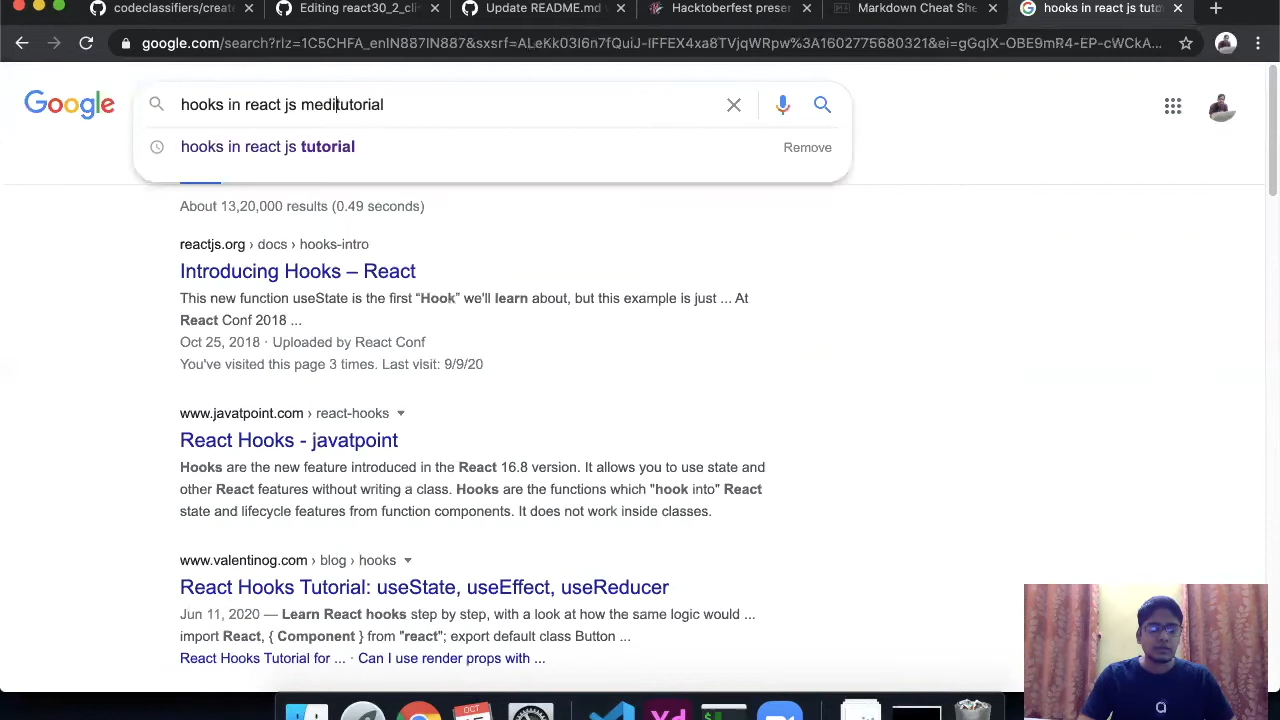 codeclassifiers/create
Editing react30_2_cli
Update README.md
Hacktoberfest presen
Markdown Cheat She
hooks in react js tuto
google.com/search?rlz=1C5CHFA_enIN887IN887&sxsrf=ALeKk03I6n7fQuiJ-IFFEX4xa8TVjqWRpw%3A1602775680321&ei=gGqIX-OBE9mR4-EP-cWCkA...
Google
hooks in react js meditutorial
hooks in react js tutorial
Remove
About 13,20,000 results (0.49 seconds)
reactjs.org › docs › hooks-intro
Introducing Hooks – React
This new function useState is the first “Hook” we'll learn about, but this example is just ... At
React Conf 2018 ...
Oct 25, 2018 · Uploaded by React Conf
You've visited this page 3 times. Last visit: 9/9/20
www.javatpoint.com › react-hooks
React Hooks - javatpoint
Hooks are the new feature introduced in the React 16.8 version. It allows you to use state and
other React features without writing a class. Hooks are the functions which "hook into" React
state and lifecycle features from function components. It does not work inside classes.
www.valentinog.com › blog › hooks
React Hooks Tutorial: useState, useEffect, useReducer
Jun 11, 2020 — Learn React hooks step by step, with a look at how the same logic would ...
import React, { Component } from "react"; export default class Button ...
React Hooks Tutorial for ... · Can I use render props with ...
OCT